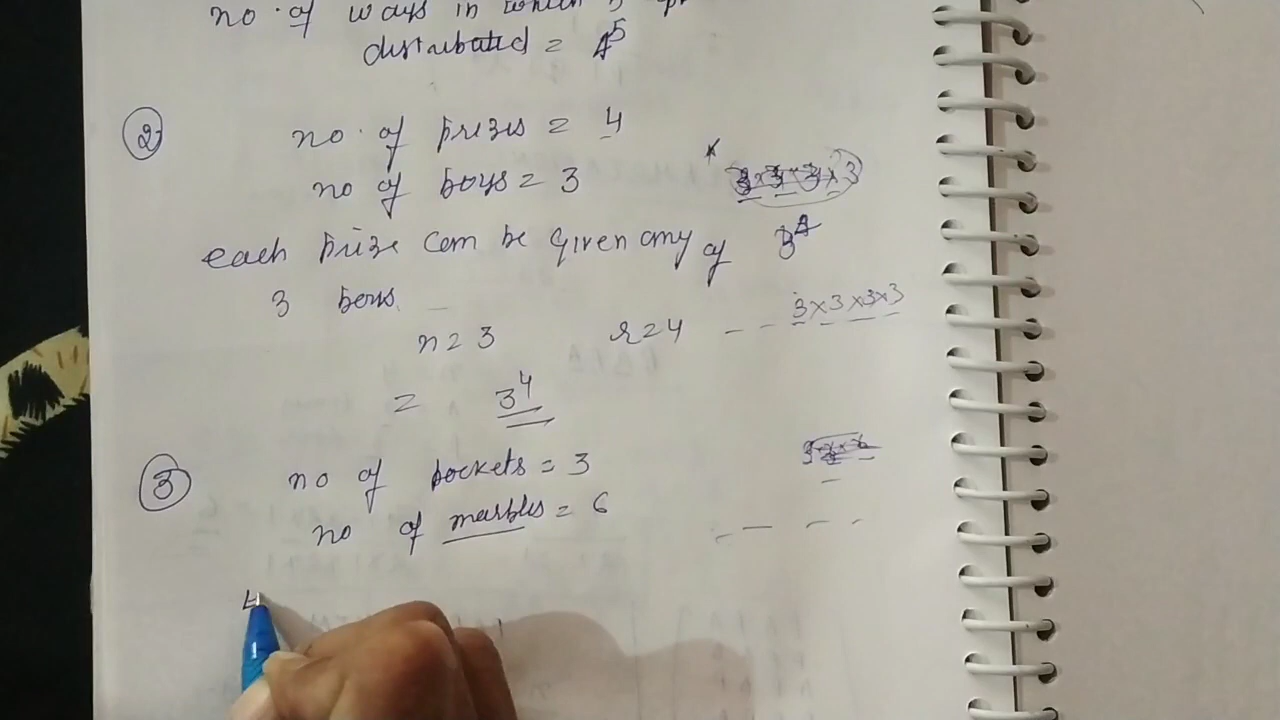 no. of ways in which 5
distributed = 4^5
② no. of prizes = 4
no of boys = 3
each prize can be given any of 3^4
3 boys.
3×3×3×3
n = 3 r = 4
= 3^4
③ no of pockets = 3
no of marbles = 6